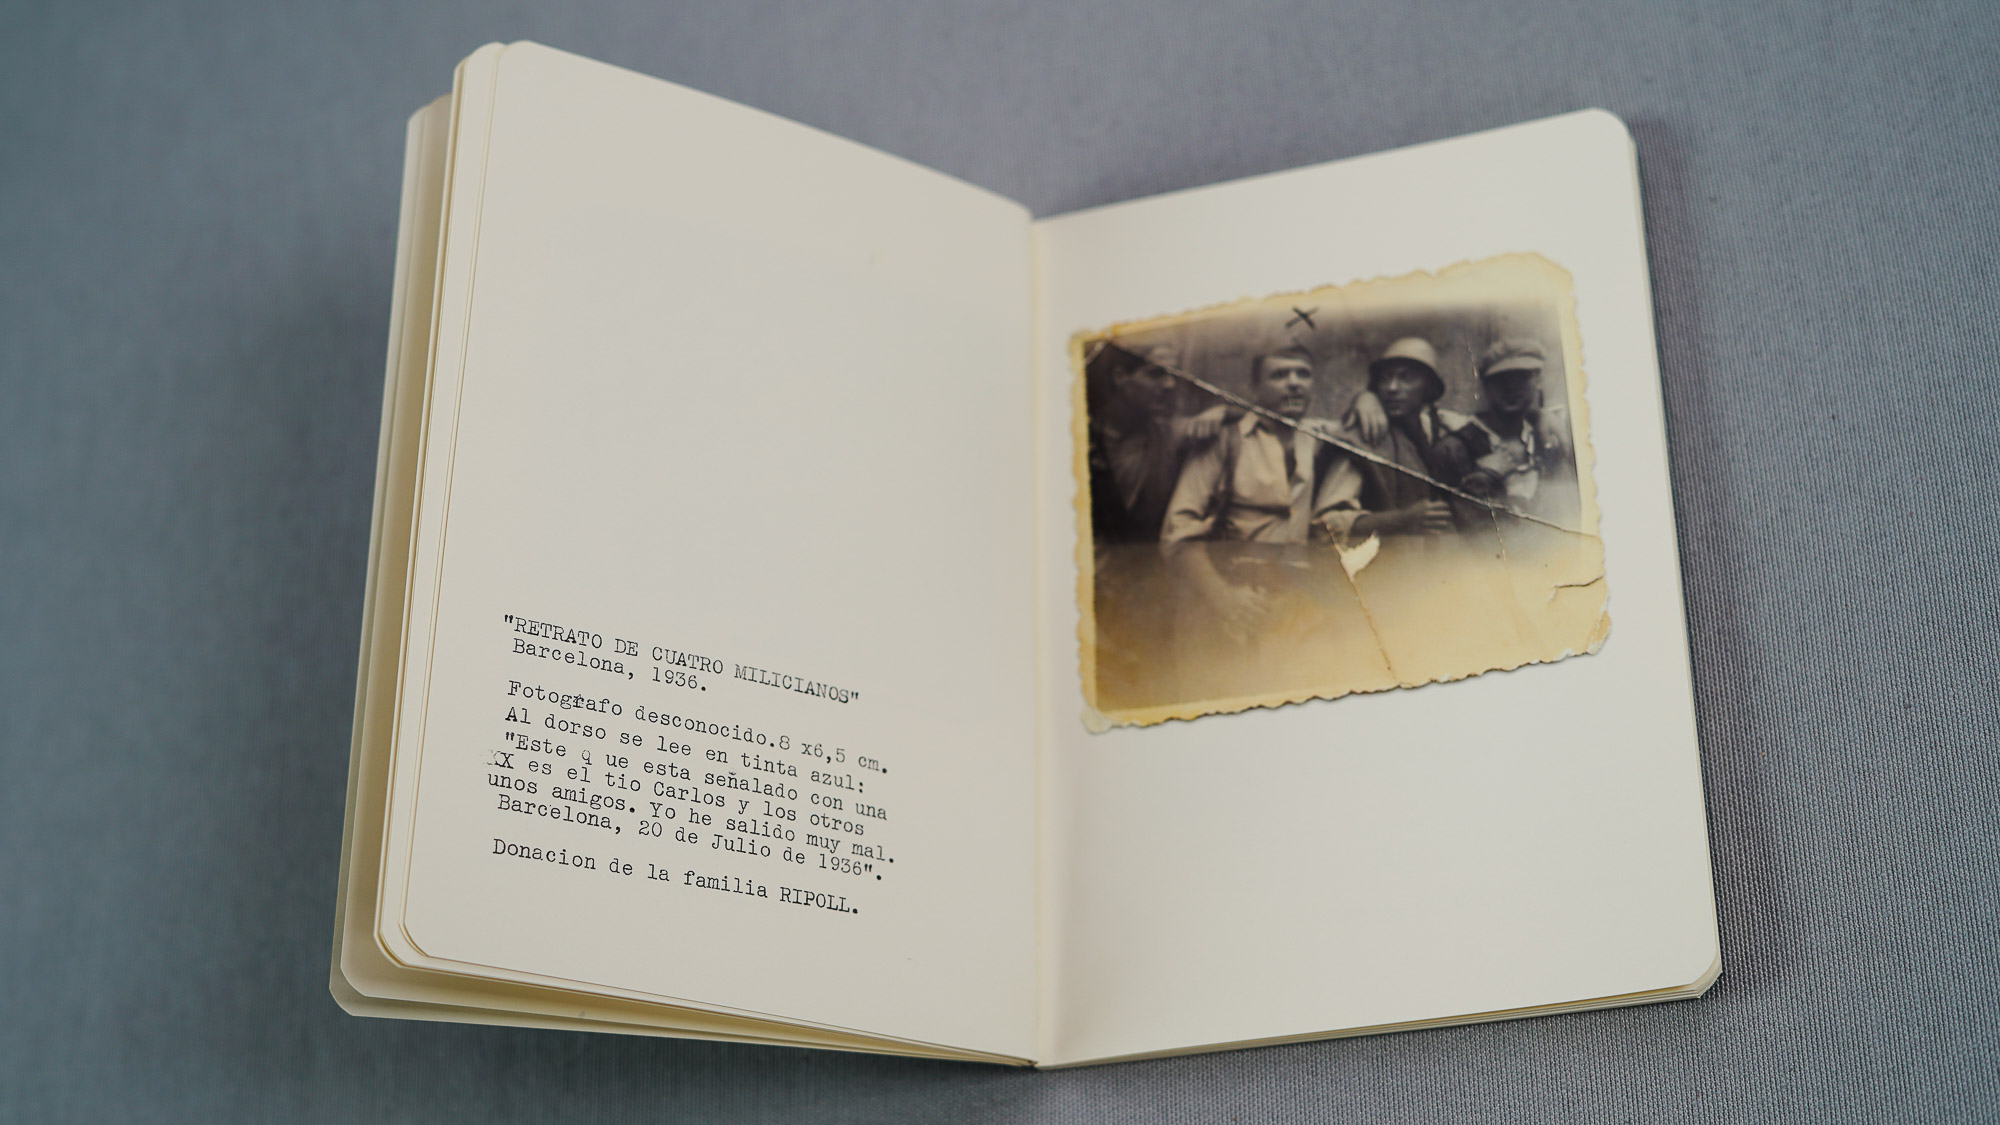 "RETRATO DE CUATRO MILICIANOS"
Barcelona, 1936.
Fotografo desconocido.8 x6,5 cm.
Al dorso se lee en tinta azul:
"Este q ue esta señalado con una
XX es el tio Carlos y los otros
unos amigos. Yo he salido muy mal.
Barcelona, 20 de Julio de 1936".
Donacion de la familia RIPOLL.
X